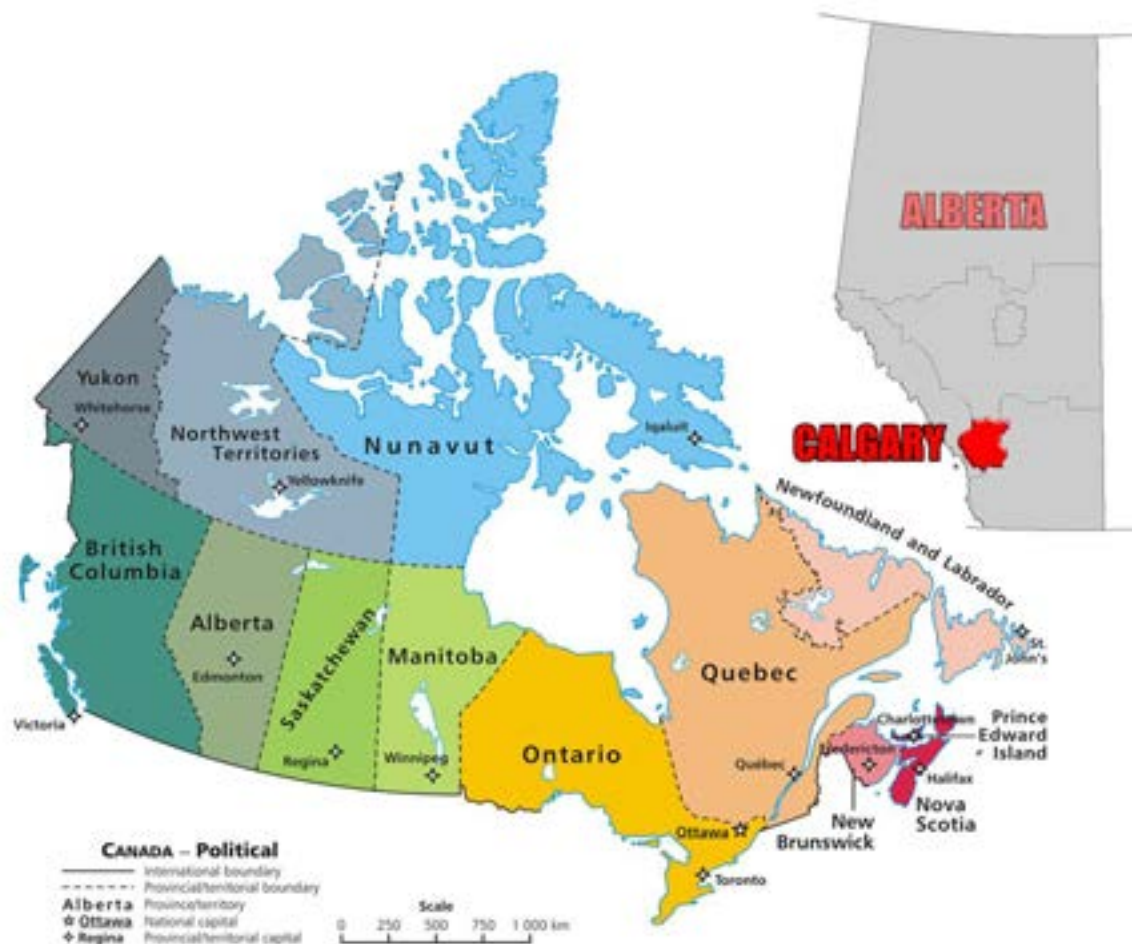 ALBERTA
CALGARY
Yukon
Whitehorse
Northwest
Territories
Yellowknife
Nunavut
Iqaluit
British
Columbia
Victoria
Alberta
Edmonton
Saskatchewan
Regina
Manitoba
Winnipeg
Ontario
Ottawa
Toronto
Quebec
Québec
Newfoundland and Labrador
St.
John's
Charlottetown
Prince
Edward
Island
Fredericton
Halifax
Nova
Scotia
New
Brunswick
CANADA – Political
International boundary
Provincial/territorial boundary
Alberta Province/territory
Ottawa National capital
Regina Provincial/territorial capital
Scale
0 250 500 750 1 000 km